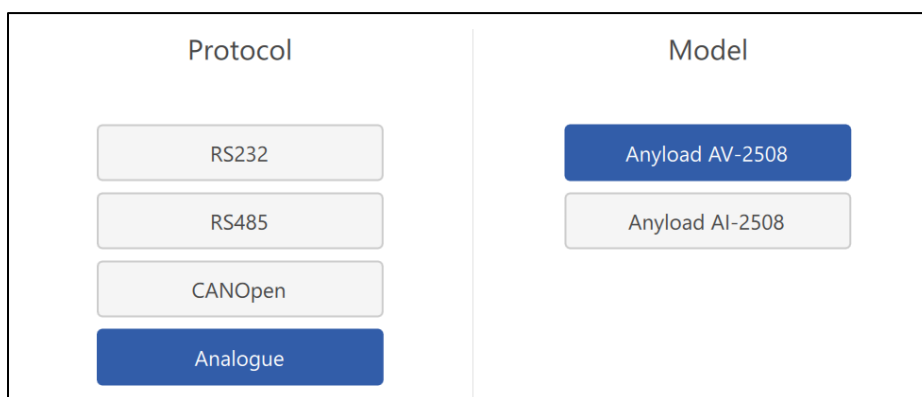 Protocol
RS232
RS485
CANOpen
Analogue
Model
Anyload AV-2508
Anyload AI-2508